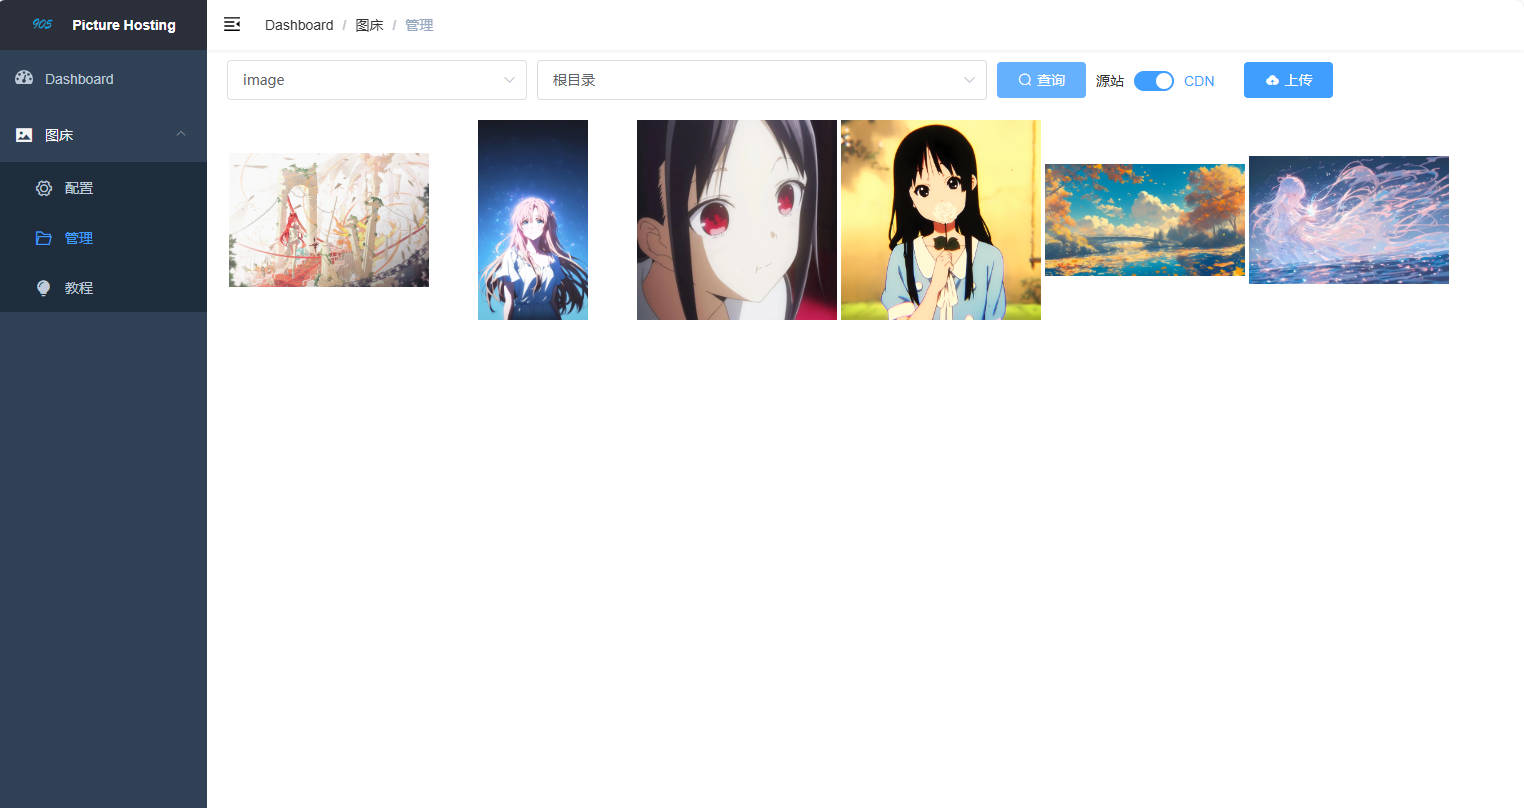 905 Picture Hosting
Dashboard / 图床 / 管理
Dashboard
图床
配置
管理
教程
image 根目录 查询 源站 CDN 上传